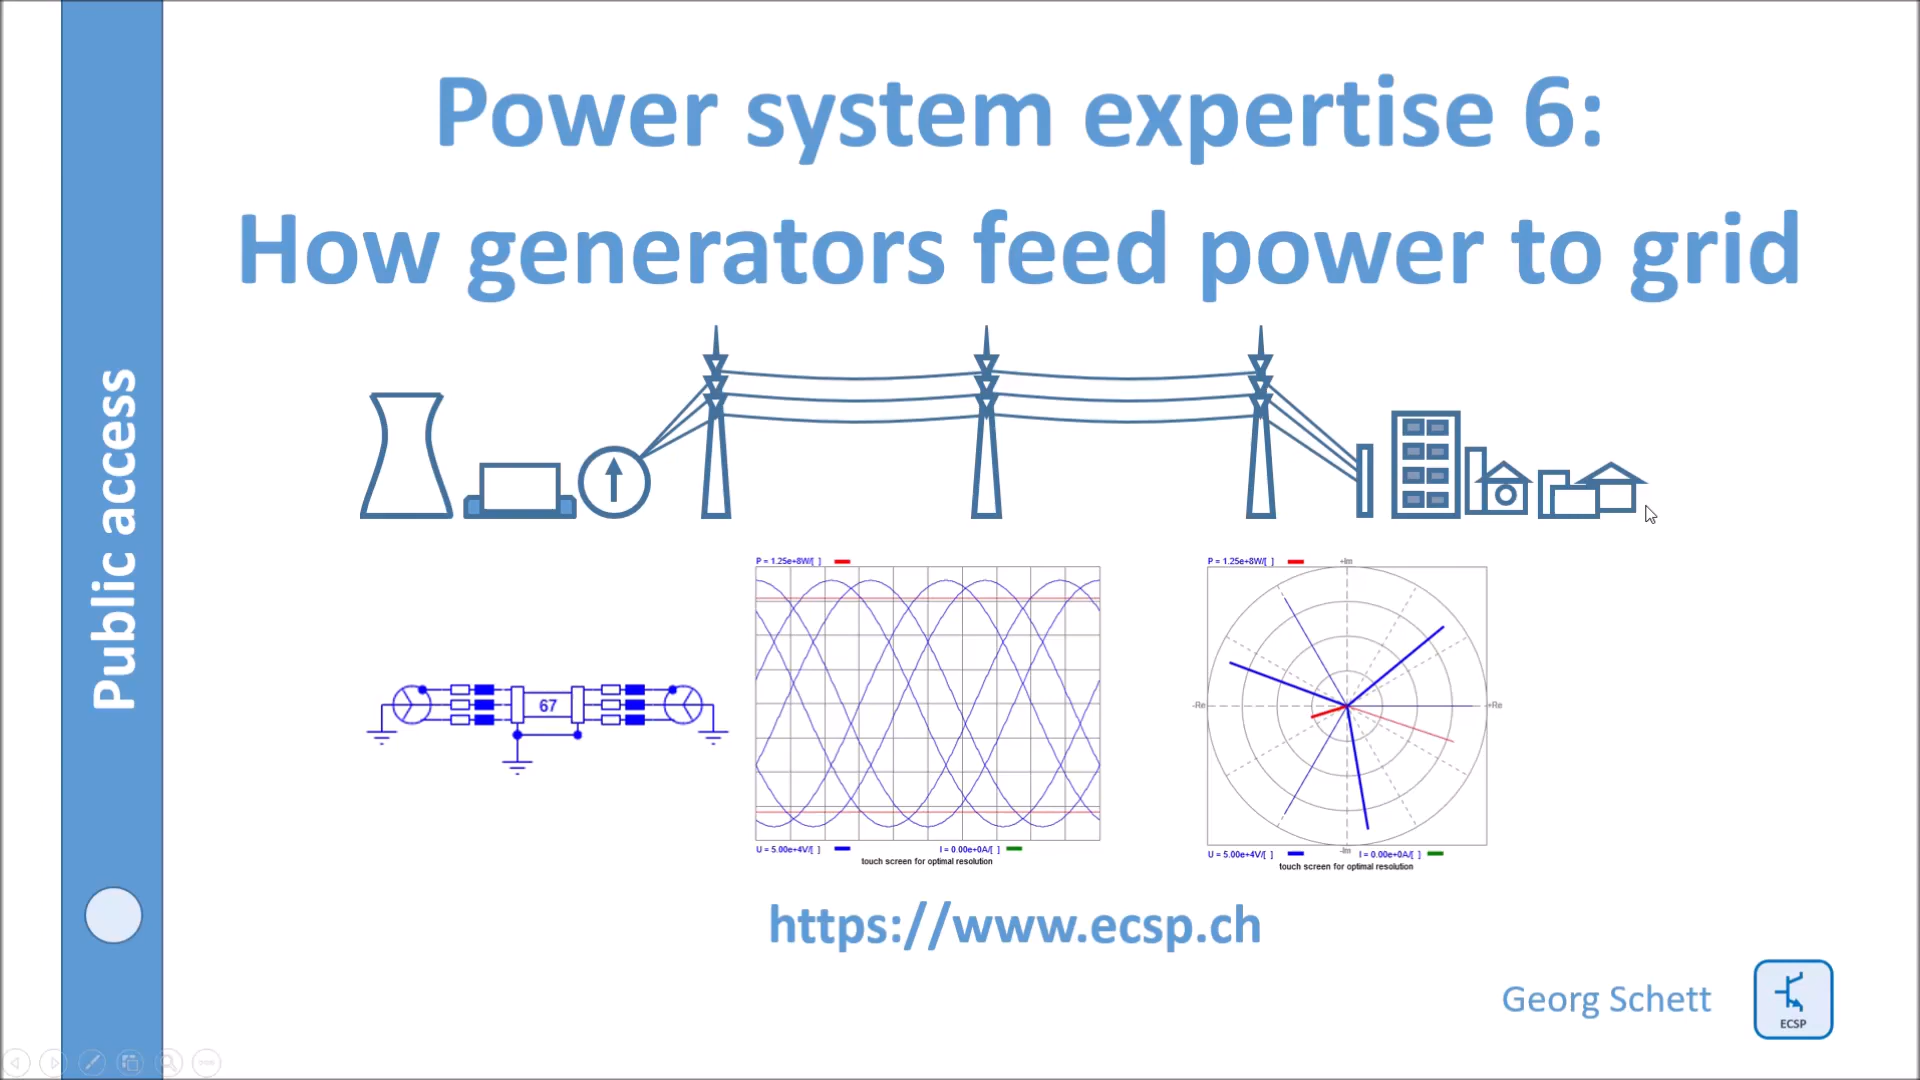 Power system expertise 6:
How generators feed power to grid
Public access
67
P = 1.25e+8W/[ ]
U = 5.00e+4V/[ ]
I = 0.00e+0A/[ ]
touch screen for optimal resolution
P = 1.25e+8W/[ ]
+Im
-Re
+Re
-Im
U = 5.00e+4V/[ ]
I = 0.00e+0A/[ ]
touch screen for optimal resolution
https://www.ecsp.ch
Georg Schett
ECSP